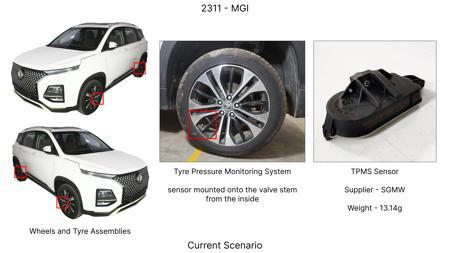 2311 - MGI
Tyre Pressure Monitoring System
sensor mounted onto the valve stem
from the inside
TPMS Sensor
Supplier - SGMW
Weight - 13.14g
Wheels and Tyre Assemblies
Current Scenario